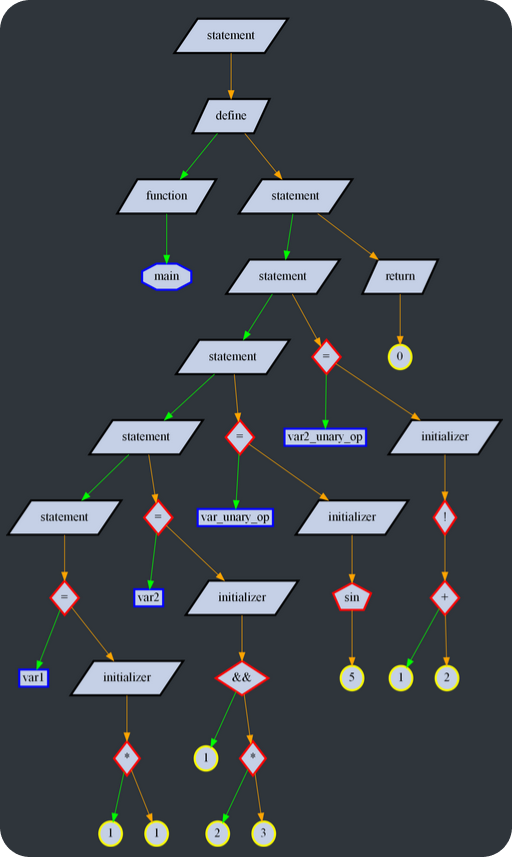 statement
define
function
statement
main
statement
return
statement
=
0
statement
=
var2_unary_op
initializer
statement
=
var_unary_op
initializer
!
=
var2
initializer
sin
+
var1
initializer
&&
5
1
2
*
1
*
1
1
2
3